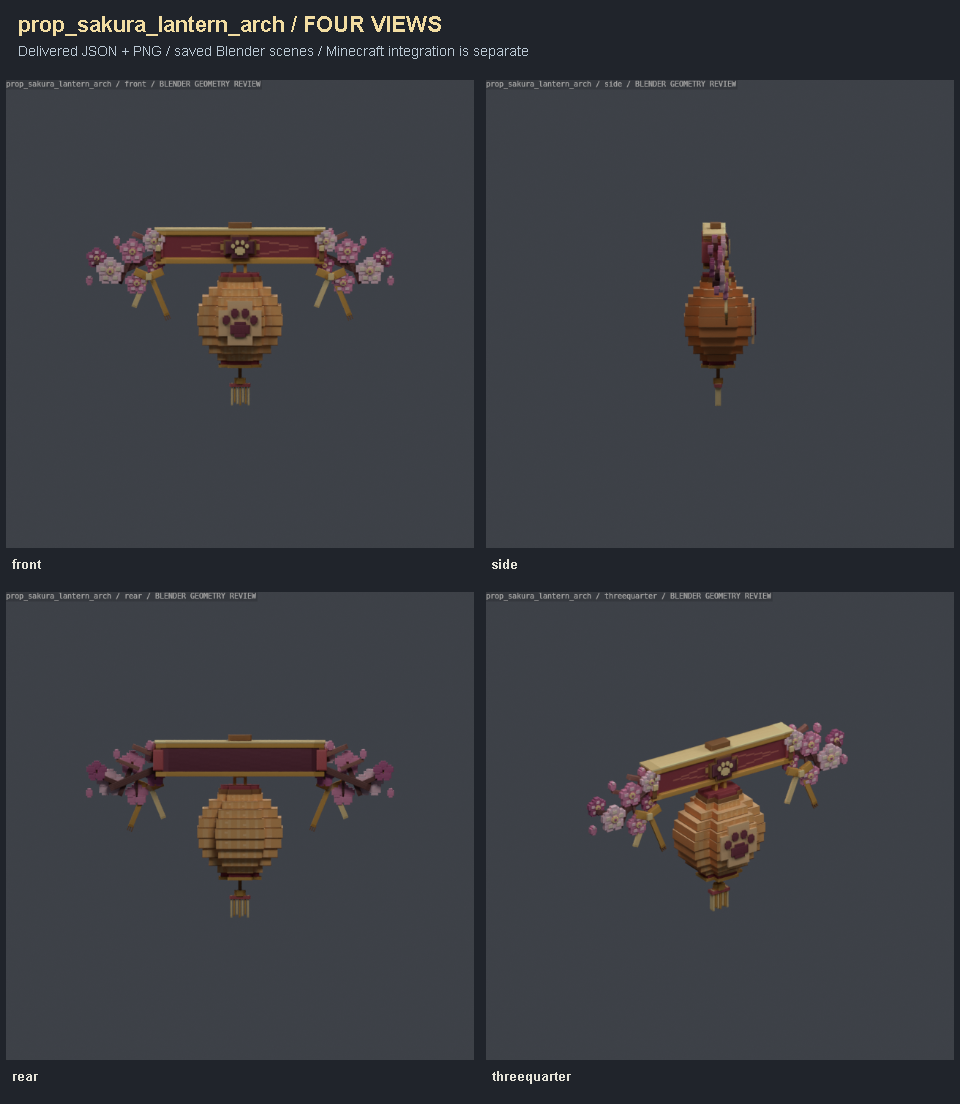 prop_sakura_lantern_arch / FOUR VIEWS
Delivered JSON + PNG / saved Blender scenes / Minecraft integration is separate
prop_sakura_lantern_arch / front / BLENDER GEOMETRY REVIEW
prop_sakura_lantern_arch / side / BLENDER GEOMETRY REVIEW
front
side
prop_sakura_lantern_arch / rear / BLENDER GEOMETRY REVIEW
prop_sakura_lantern_arch / threequarter / BLENDER GEOMETRY REVIEW
rear
threequarter